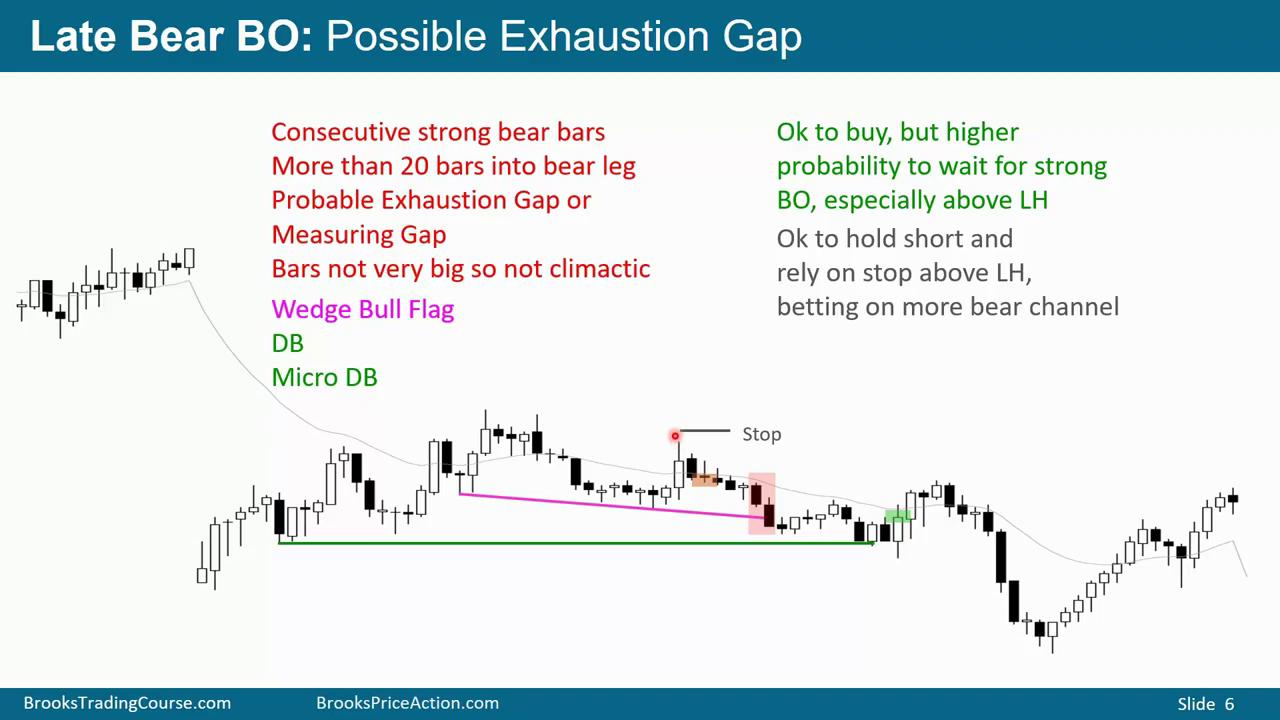 Late Bear BO: Possible Exhaustion Gap
Consecutive strong bear bars
More than 20 bars into bear leg
Probable Exhaustion Gap or
Measuring Gap
Bars not very big so not climactic
Wedge Bull Flag
DB
Micro DB
Ok to buy, but higher
probability to wait for strong
BO, especially above LH
Ok to hold short and
rely on stop above LH,
betting on more bear channel
Stop
BrooksTradingCourse.com
BrooksPriceAction.com
Slide 6